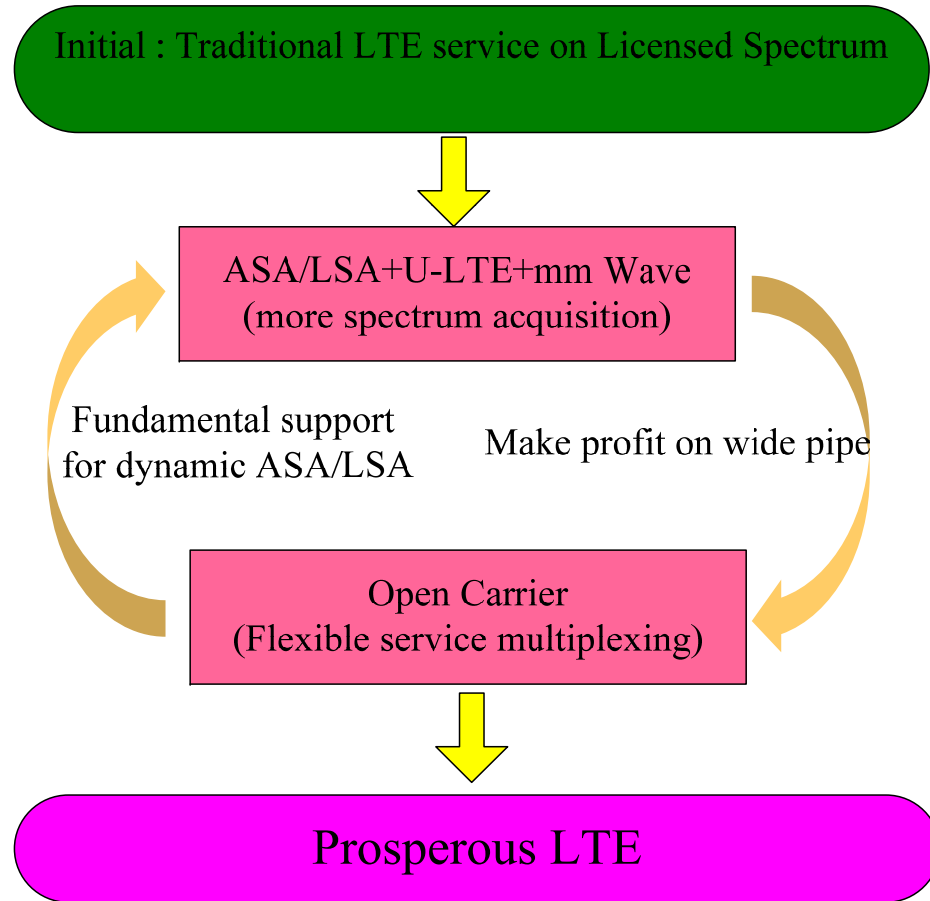 Initial : Traditional LTE service on Licensed Spectrum
ASA/LSA+U-LTE+mm Wave
(more spectrum acquisition)
Fundamental support
for dynamic ASA/LSA
Make profit on wide pipe
Open Carrier
(Flexible service multiplexing)
Prosperous LTE